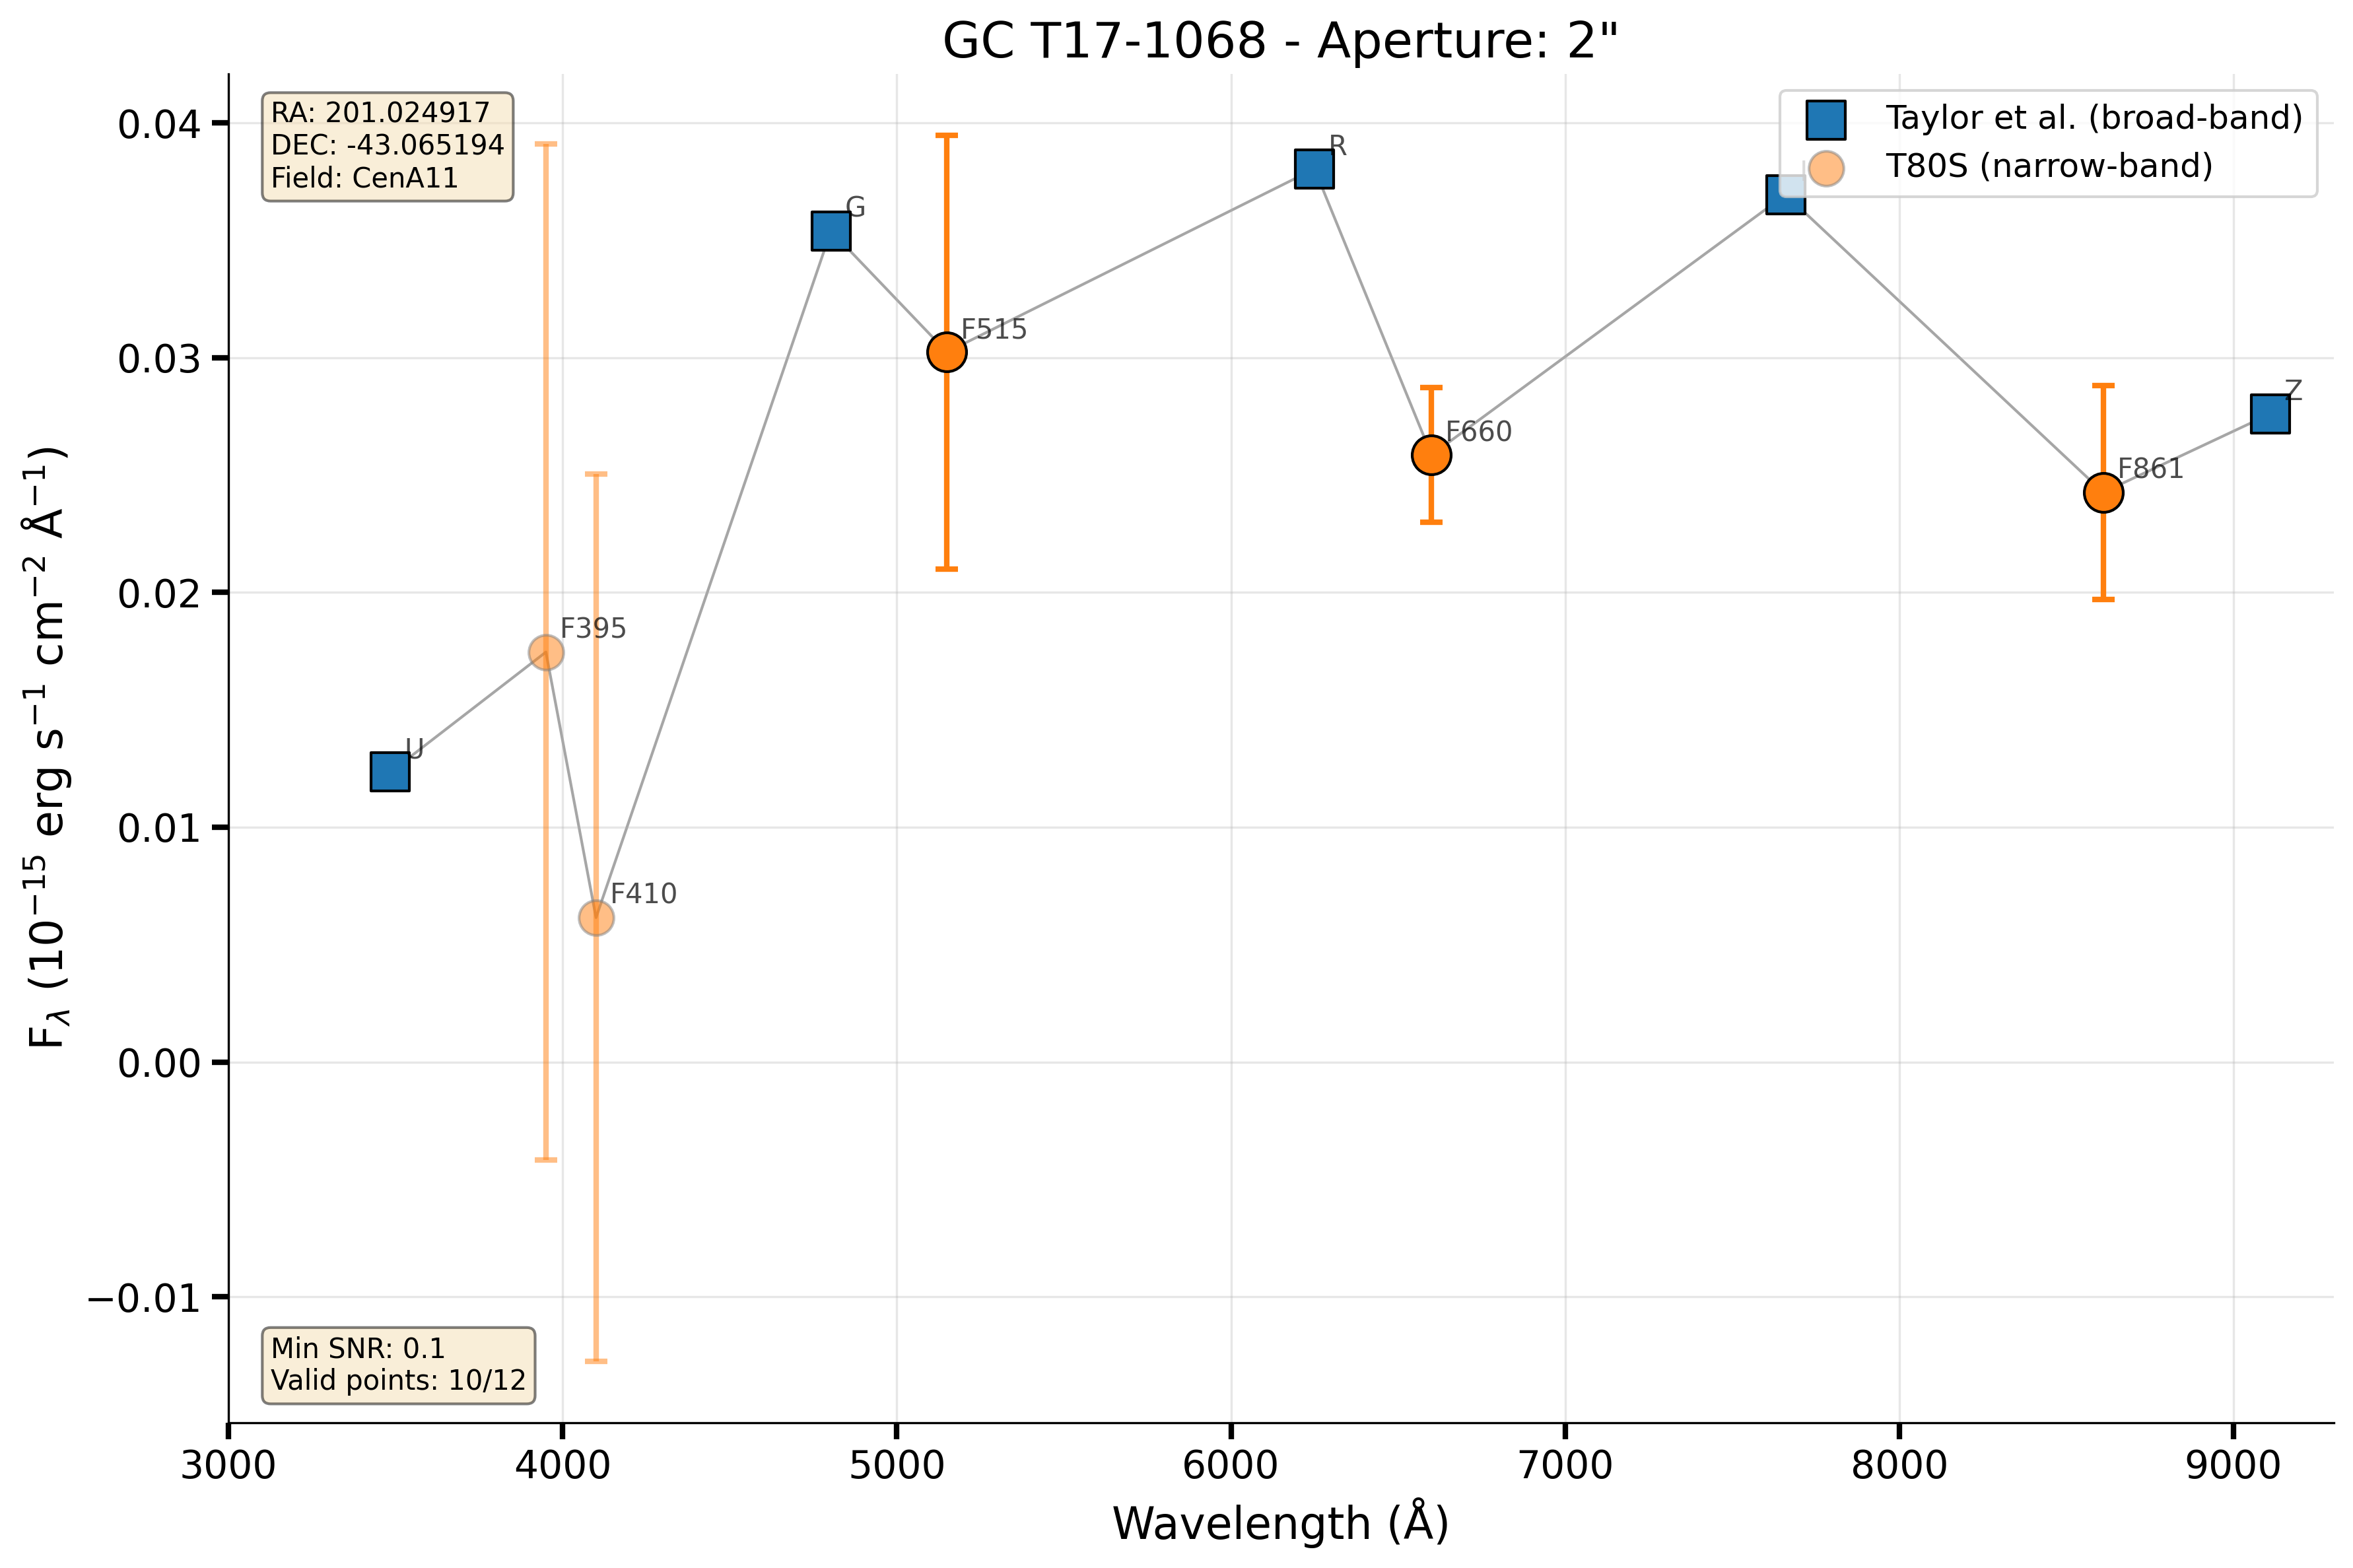 GC T17-1068 - Aperture: 2"
RA: 201.024917
DEC: -43.065194
Field: CenA11
Taylor et al. (broad-band)
T80S (narrow-band)
0.04
0.03
0.02
0.01
0.00
−0.01
F_λ (10⁻¹⁵ erg s⁻¹ cm⁻² Å⁻¹)
U
F395
F410
G
F515
R
F660
F861
Z
Min SNR: 0.1
Valid points: 10/12
3000 4000 5000 6000 7000 8000 9000
Wavelength (Å)